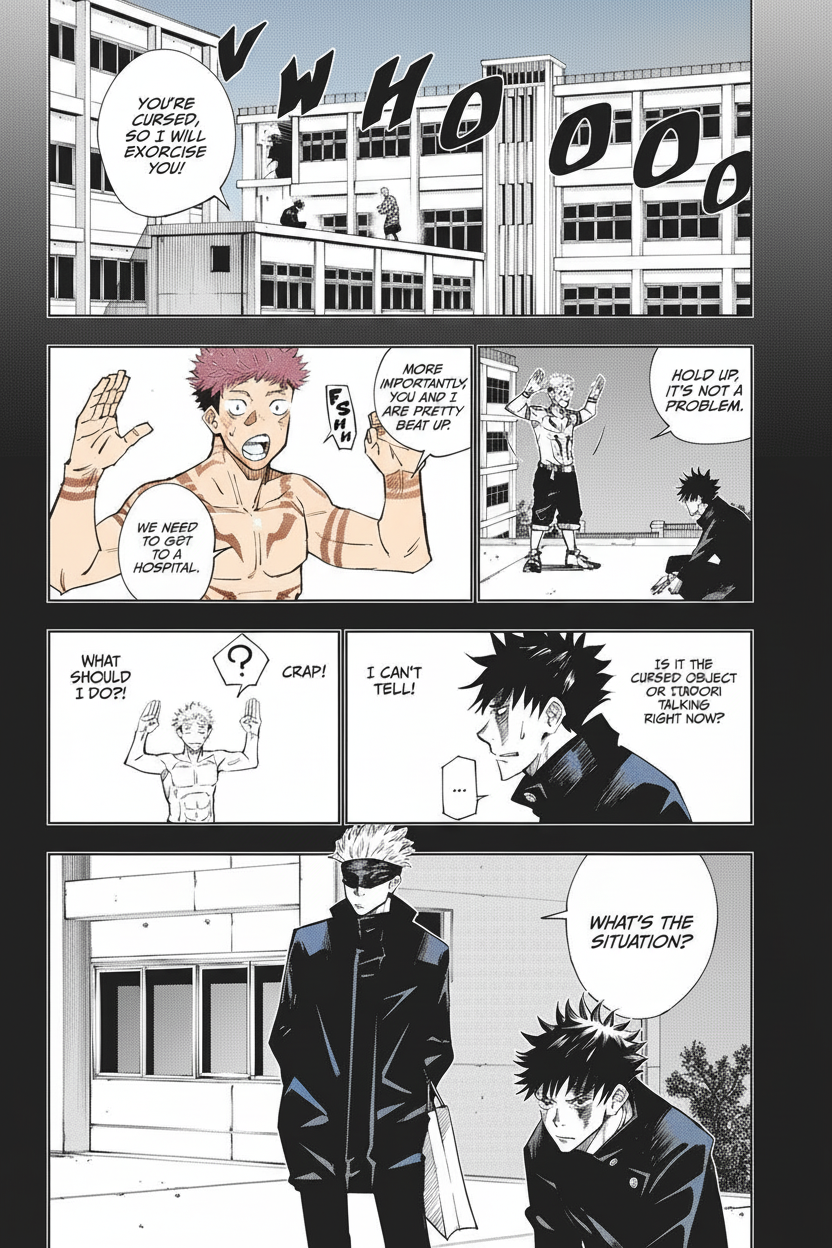 YOU'RE
CURSED,
SO I WILL
EXORCISE
YOU!
VWHOOOOO
HOLD UP,
IT'S NOT A
PROBLEM.
MORE
IMPORTANTLY,
YOU AND I
ARE PRETTY
BEAT UP.
FSHH
WE NEED
TO GET
TO A
HOSPITAL.
IS IT THE
CURSED OBJECT
OR ITADORI
TALKING
RIGHT NOW?
I CAN'T
TELL!
...
CRAP!
?
WHAT
SHOULD
I DO?!
WHAT'S THE
SITUATION?